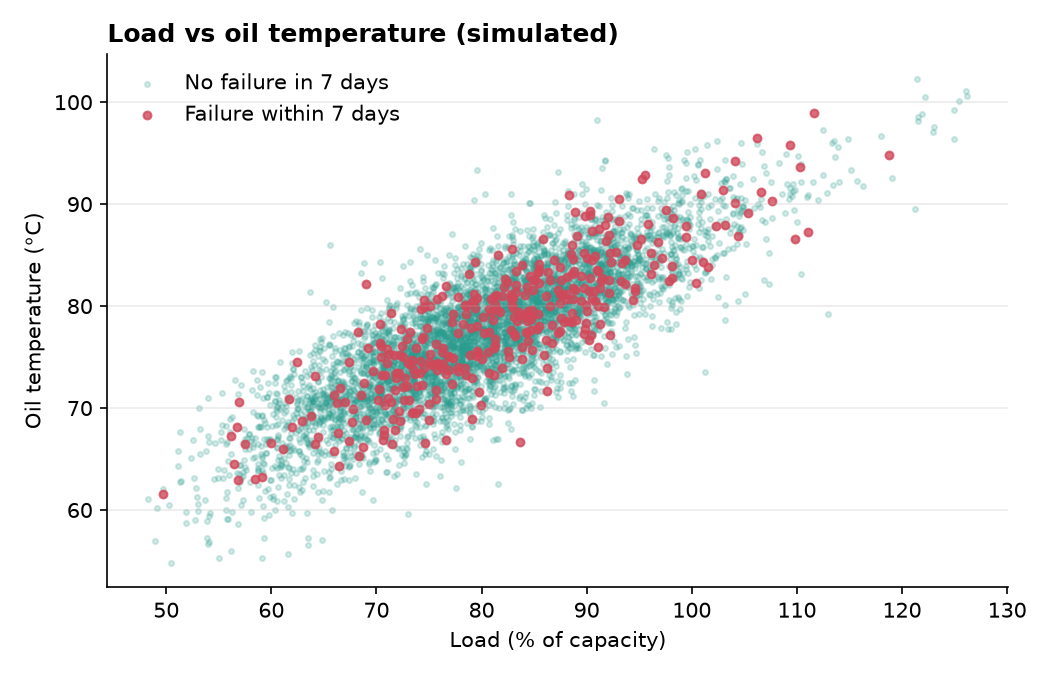 Load vs oil temperature (simulated)
No failure in 7 days
Failure within 7 days
100
90
80
70
60
Oil temperature (°C)
50 60 70 80 90 100 110 120 130
Load (% of capacity)